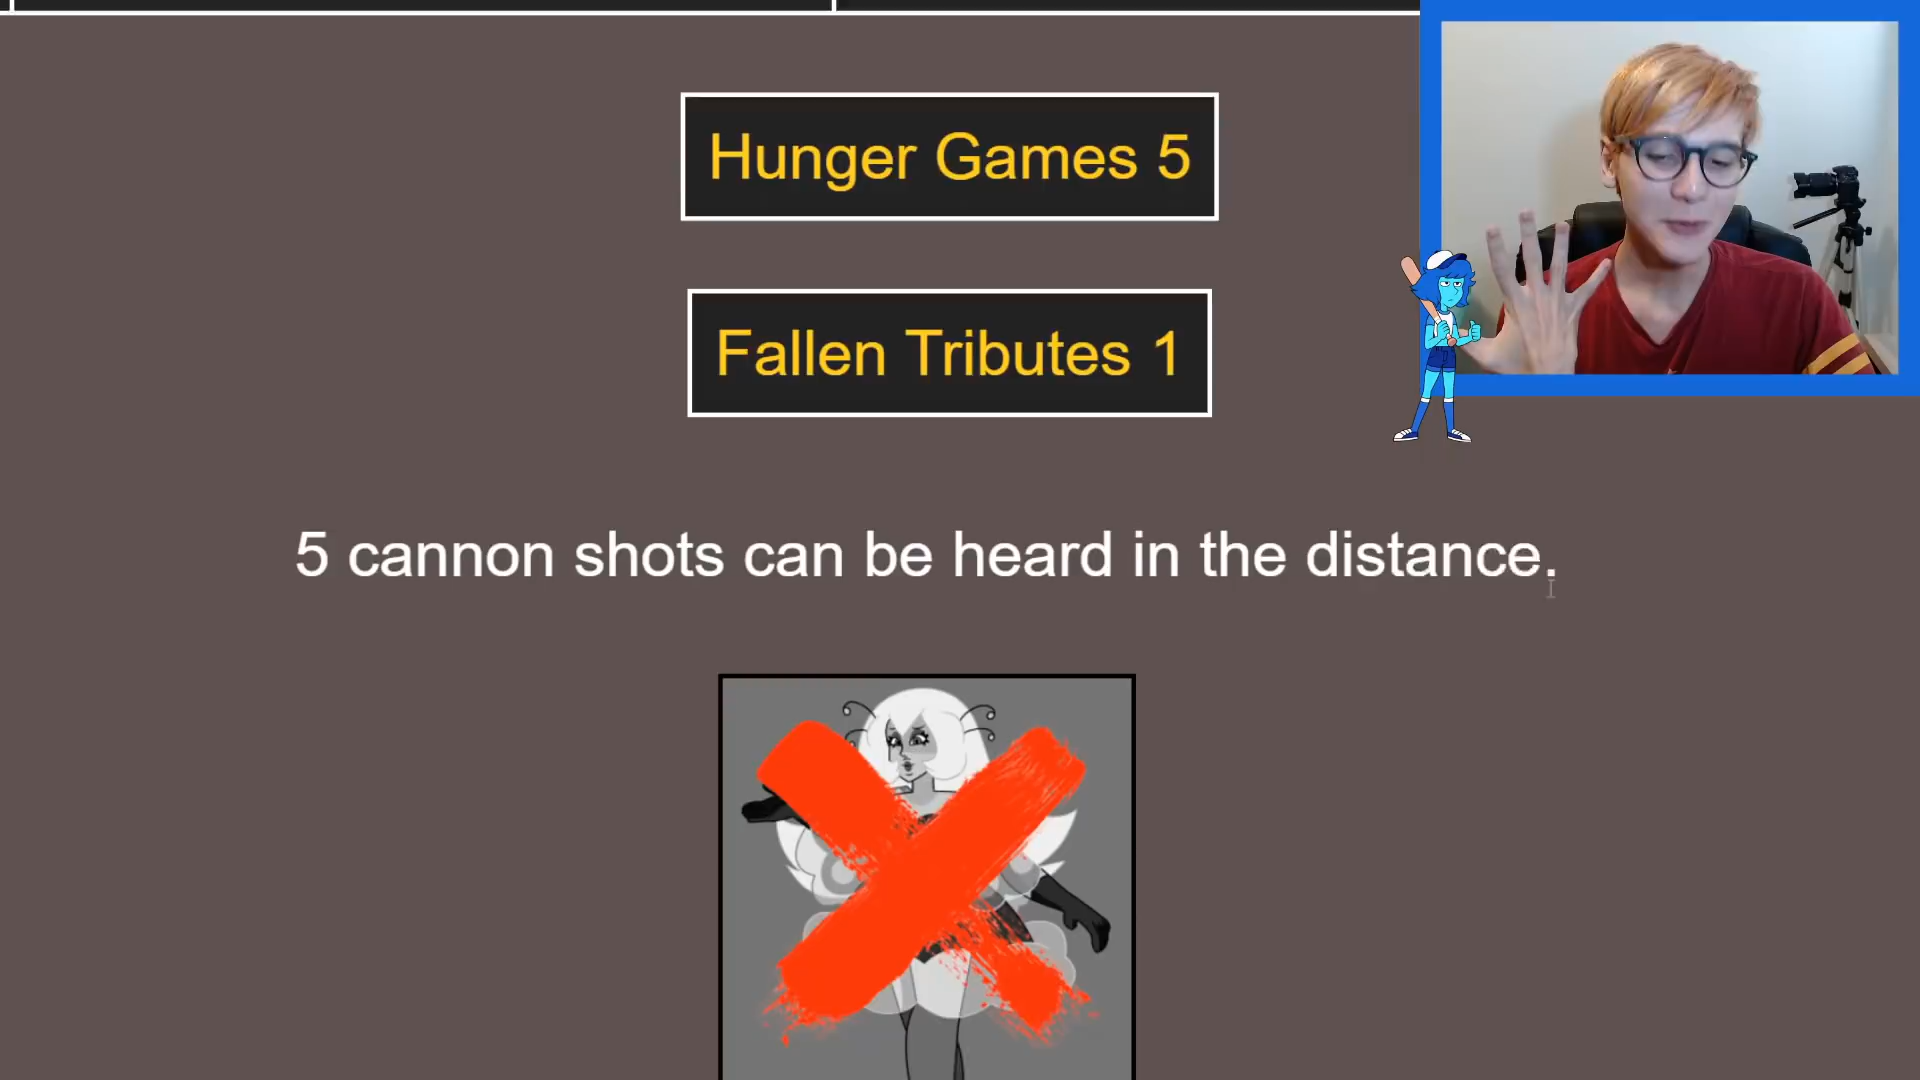 Hunger Games 5
Fallen Tributes 1
5 cannon shots can be heard in the distance.